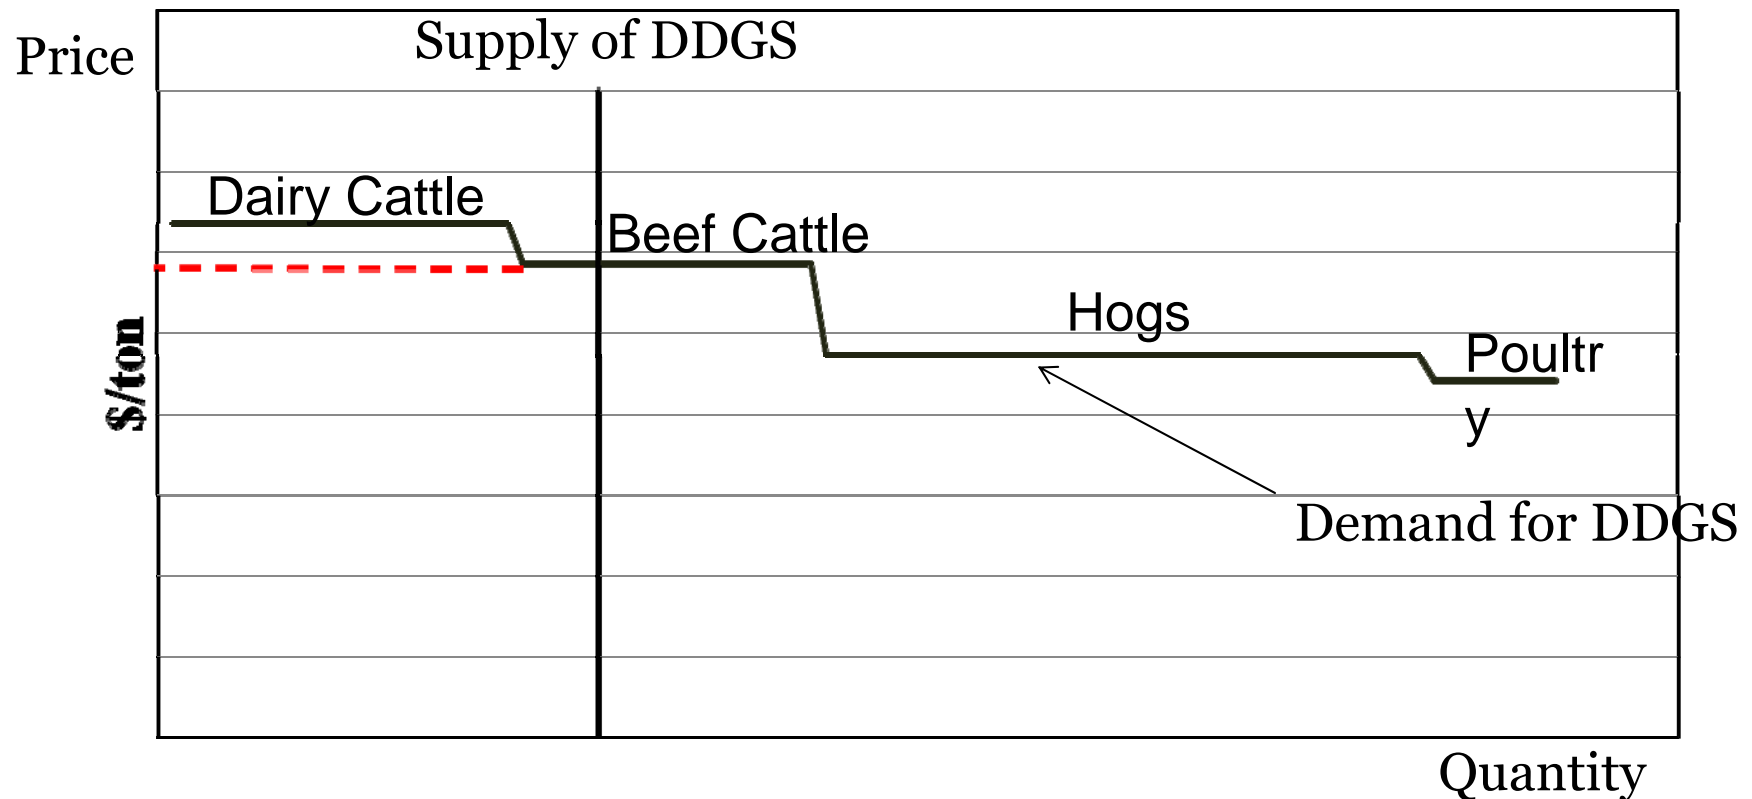 Supply of DDGS
Price
Dairy Cattle
Beef Cattle
Hogs
Poultr
y
$/ton
Demand for DDGS
Quantity